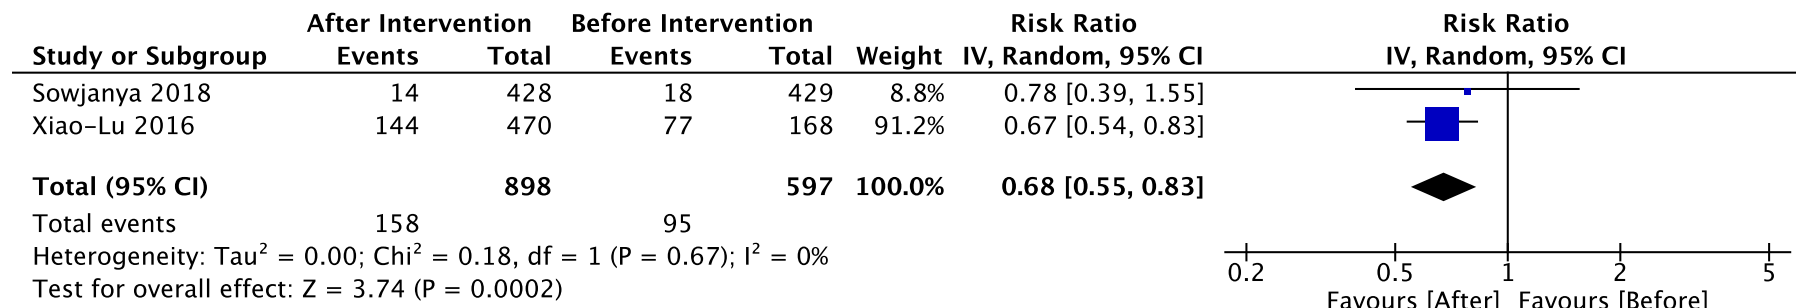 After Intervention Before Intervention Risk Ratio Risk Ratio
Study or Subgroup Events Total Events Total Weight IV, Random, 95% CI IV, Random, 95% CI
Sowjanya 2018 14 428 18 429 8.8% 0.78 [0.39, 1.55]
Xiao-Lu 2016 144 470 77 168 91.2% 0.67 [0.54, 0.83]
Total (95% CI) 898 597 100.0% 0.68 [0.55, 0.83]
Total events 158 95
Heterogeneity: Tau² = 0.00; Chi² = 0.18, df = 1 (P = 0.67); I² = 0%
Test for overall effect: Z = 3.74 (P = 0.0002)
0.2 0.5 1 2 5
Favours [After] Favours [Before]